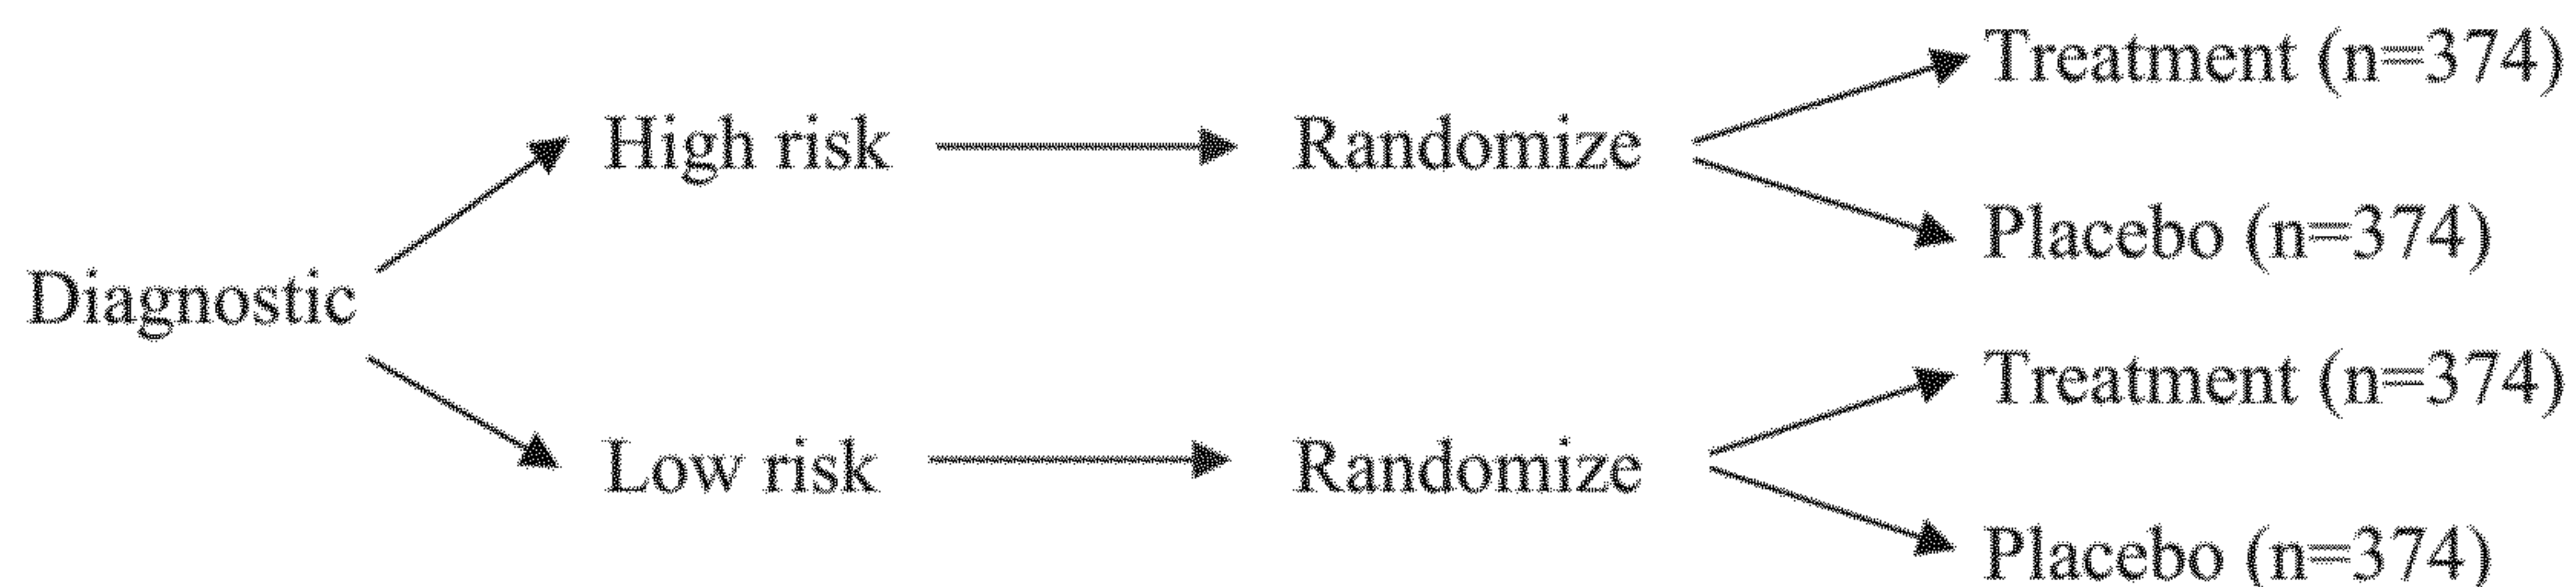 Treatment (n=374)
High risk
Randomize
Placebo (n=374)
Diagnostic
Treatment (n=374)
Low risk
Randomize
Placebo (n=374)